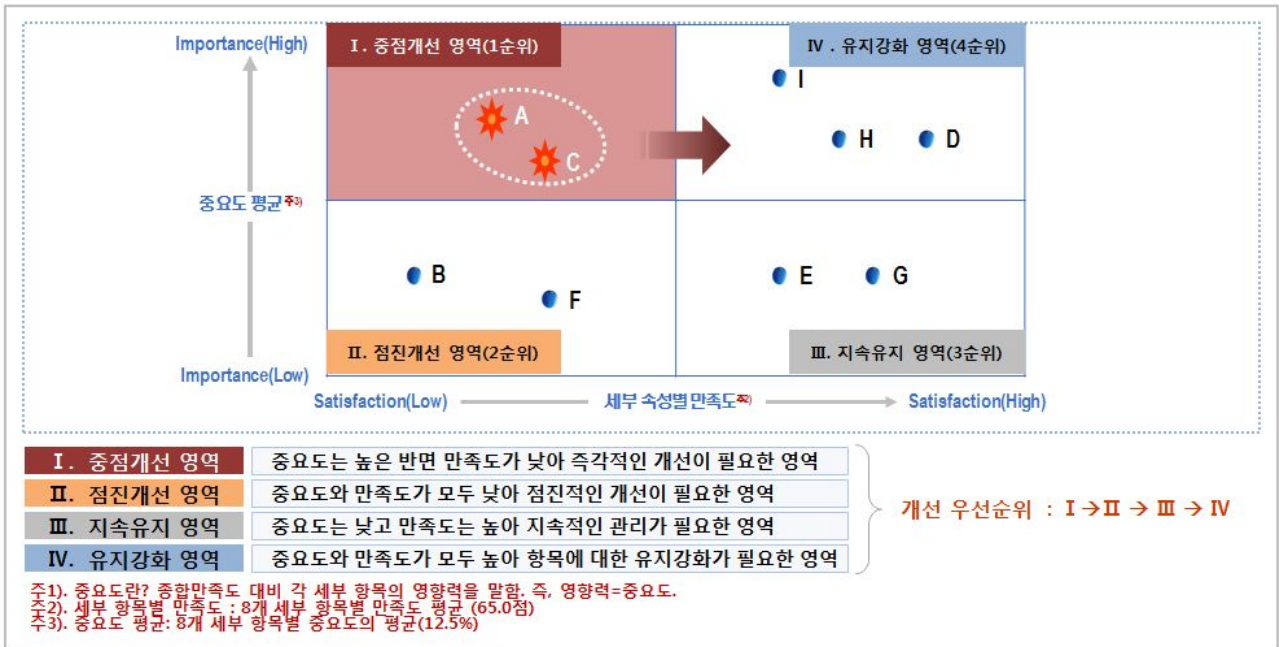 Importance(High)
Ⅰ. 중점개선 영역(1순위)
Ⅳ. 유지강화 영역(4순위)
I
A
H
D
C
중요도 평균주3)
B
E
G
F
Ⅱ. 점진개선 영역(2순위)
Ⅲ. 지속유지 영역(3순위)
Importance(Low)
Satisfaction(Low)
세부 속성별 만족도주2)
Satisfaction(High)
Ⅰ. 중점개선 영역
중요도는 높은 반면 만족도가 낮아 즉각적인 개선이 필요한 영역
Ⅱ. 점진개선 영역
중요도와 만족도가 모두 낮아 점진적인 개선이 필요한 영역
개선 우선순위 : Ⅰ→Ⅱ → Ⅲ → Ⅳ
Ⅲ. 지속유지 영역
중요도는 낮고 만족도는 높아 지속적인 관리가 필요한 영역
Ⅳ. 유지강화 영역
중요도와 만족도가 모두 높아 항목에 대한 유지강화가 필요한 영역
주1). 중요도란? 종합만족도 대비 각 세부 항목의 영향력을 말함. 즉, 영향력=중요도.
주2). 세부 항목별 만족도 : 8개 세부 항목별 만족도 평균 (65.0점)
주3). 중요도 평균: 8개 세부 항목별 중요도의 평균(12.5%)